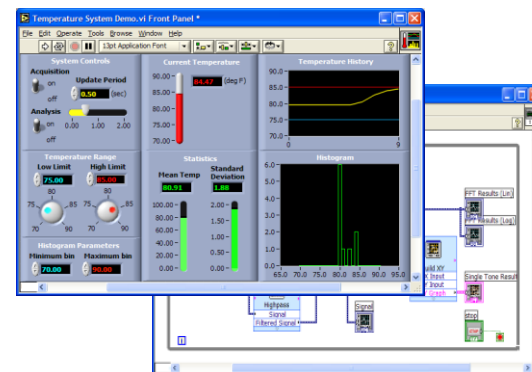 Temperature System Demo.vi Front Panel *
File Edit Operate Tools Browse Window Help
13pt Application Font
System Controls
Acquisition
on
off
Update Period
0.50 (sec)
Analysis
on
off
0.00 1.00 2.00
Current Temperature
90.00
85.00
80.00
75.00
70.00
84.47 (deg F)
Temperature History
90.0
85.0
80.0
75.0
70.0
0 9
Temperature Range
Low Limit High Limit
75.00 85.00
80 80
75 85 75 85
70 90 70 90
Histogram Parameters
Minimum bin Maximum bin
70.00 90.00
Statistics
Mean Temp
80.91
Standard
Deviation
1.88
100.00
80.00
60.00
40.00
20.00
0.00
2.00
1.50
1.00
0.50
0.00
Histogram
6.0
5.0
4.0
3.0
2.0
1.0
0.0
65.0 70.0 75.0 80.0 85.0 90.0 95.0
FFT Results (Lin)
FFT Results (Log)
uild XY
Input
Input
Graph
Single Tone Result
Highpass
Signal
Filtered Signal
Signal
stop
i